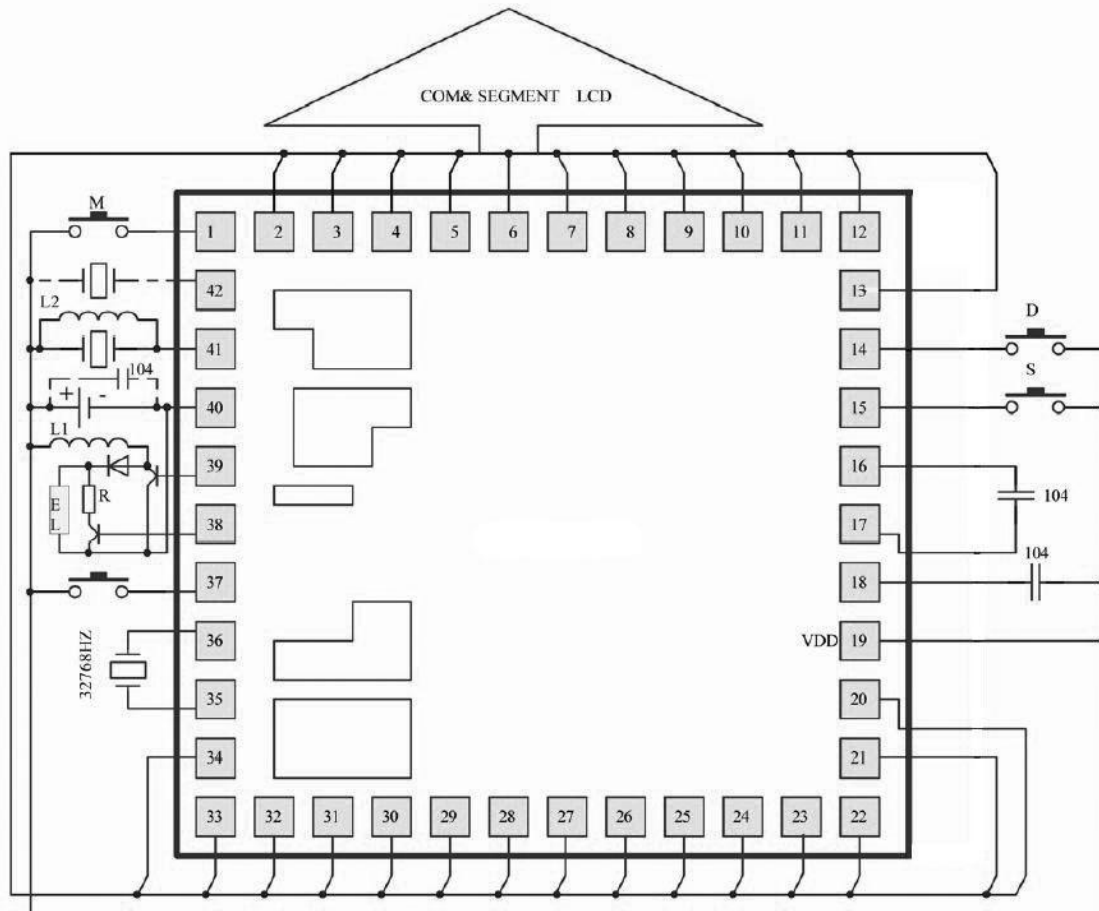 COM& SEGMENT LCD
M
1 2 3 4 5 6 7 8 9 10 11 12
42 13
L2 D
41 14
104 S
+ - 40 15
L1
39 16
R 104
EL
38 17
104
37 18
36 VDD 19
32768HZ
35 20
34 21
33 32 31 30 29 28 27 26 25 24 23 22